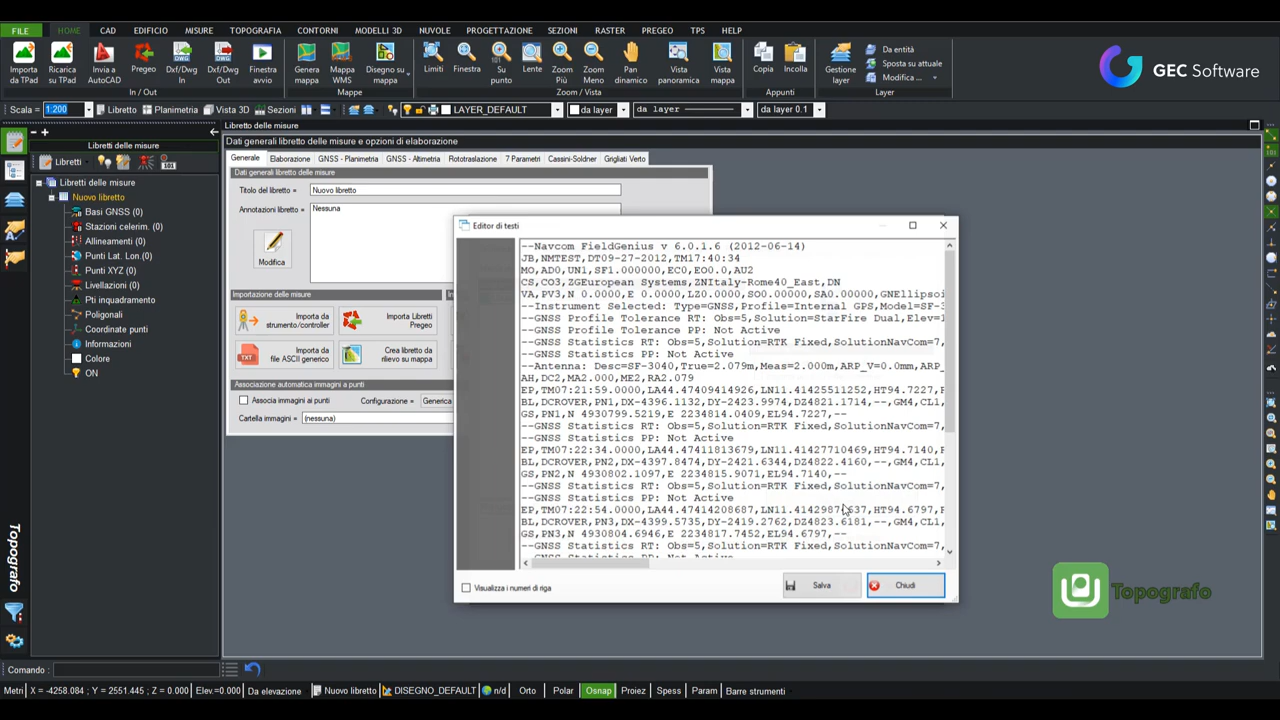 FILE HOME CAD EDIFICIO MISURE TOPOGRAFIA CONTORNI MODELLI 3D NUVOLE PROGETTAZIONE SEZIONI RASTER PREGEO TPS HELP
Importa da TPad
Ricarica su TPad
Invia a AutoCAD
Pregeo
Dxf/Dwg In
Dxf/Dwg Out
Finestra avvio
Genera mappa
Mappa WMS
Disegno su mappa
Limiti
Finestra
Su punto
Lente
Zoom Più
Zoom Meno
Pan dinamico
Vista panoramica
Vista mappa
Copia
Incolla
Gestione layer
Da entità
Sposta su attuale
Modifica ...
In / Out
Mappe
Zoom / Vista
Appunti
Layer
GEC Software
Scala = 1:200 Libretto Planimetria Vista 3D Sezioni LAYER_DEFAULT da layer da layer da layer 0.1
Libretti delle misure
Libretti
Libretti delle misure
Nuovo libretto
Basi GNSS (0)
Stazioni celerim. (0)
Allineamenti (0)
Punti Lat. Lon.(0)
Punti XYZ (0)
Livellazioni (0)
Pti inquadramento
Poligonali
Coordinate punti
Informazioni
Colore
ON
Topografo
Libretto delle misure
Dati generali libretto delle misure e opzioni di elaborazione
Generale Elaborazione GNSS - Planimetria GNSS - Altimetria Rototraslazione 7 Parametri Cassini-Soldner Grigliati Verto
Dati generali libretto delle misure
Titolo del libretto = Nuovo libretto
Annotazioni libretto = Nessuna
Modifica
Importazione delle misure
Importa da strumento/controller
Importa Libretti Pregeo
Importa da file ASCII generico
Crea libretto da rilievo su mappa
Associazione automatica immagini a punti
Associa immagini ai punti Configurazione = Generica
Cartella immagini = (nessuna)
Editor di testi
--Navcom FieldGenius v 6.0.1.6 (2012-06-14)
JB,NMTEST,DT09-27-2012,TM17:40:34
MO,AD0,UN1,SF1.000000,EC0,EO0.0,AU2
CS,CO3,ZGEuropean Systems,ZNItaly-Rome40_East,DN
VA,PV3,N 0.0000,E 0.0000,LZ0.0000,SO0.0000,SA0.00000,GNEllipsoi
--Instrument Selected: Type=GNSS,Profile=Internal GPS,Model=SF-3
--GNSS Profile Tolerance RT: Obs=5,Solution=StarFire Dual,Elev=1
--GNSS Profile Tolerance PP: Not Active
--GNSS Statistics RT: Obs=5,Solution=RTK Fixed,SolutionNavCom=7,
--GNSS Statistics PP: Not Active
--Antenna: Desc=SF-3040,True=2.079m,Meas=2.000m,ARP_V=0.0mm,ARP_
AH,DC2,MA2.000,ME2,RA2.079
EP,TM07:21:59.0000,LA44.47409414926,LN11.41425511252,HT94.7227,R
BL,DCROVER,PN1,DX-4396.1132,DY-2423.9974,DZ4821.1714,--,GM4,CL1,
GS,PN1,N 4930799.5219,E 2234814.0409,EL94.7227,--
--GNSS Statistics RT: Obs=5,Solution=RTK Fixed,SolutionNavCom=7,
--GNSS Statistics PP: Not Active
EP,TM07:22:34.0000,LA44.47411813679,LN11.41427710469,HT94.7140,R
BL,DCROVER,PN2,DX-4397.8474,DY-2421.6344,DZ4822.4160,--,GM4,CL1,
GS,PN2,N 4930802.1097,E 2234815.9071,EL94.7140,--
--GNSS Statistics RT: Obs=5,Solution=RTK Fixed,SolutionNavCom=7,
--GNSS Statistics PP: Not Active
BL,DCROVER,PN3,DX-4399.5735,DY-2419.2762,DZ4823.6181,--,GM4,CL1,
GS,PN3,N 4930804.6946,E 2234817.7452,EL94.6797,--
--GNSS Statistics RT: Obs=5,Solution=RTK Fixed,SolutionNavCom=7,
Visualizza i numeri di riga Salva Chiudi
Topografo
Comando :
Metri X = -4258.084 ; Y = 2551.445 ; Z = 0.000 Elev.=0.000 Da elevazione Nuovo libretto DISEGNO_DEFAULT n/d Orto Polar Osnap Proiez Spess Param Barre strumenti